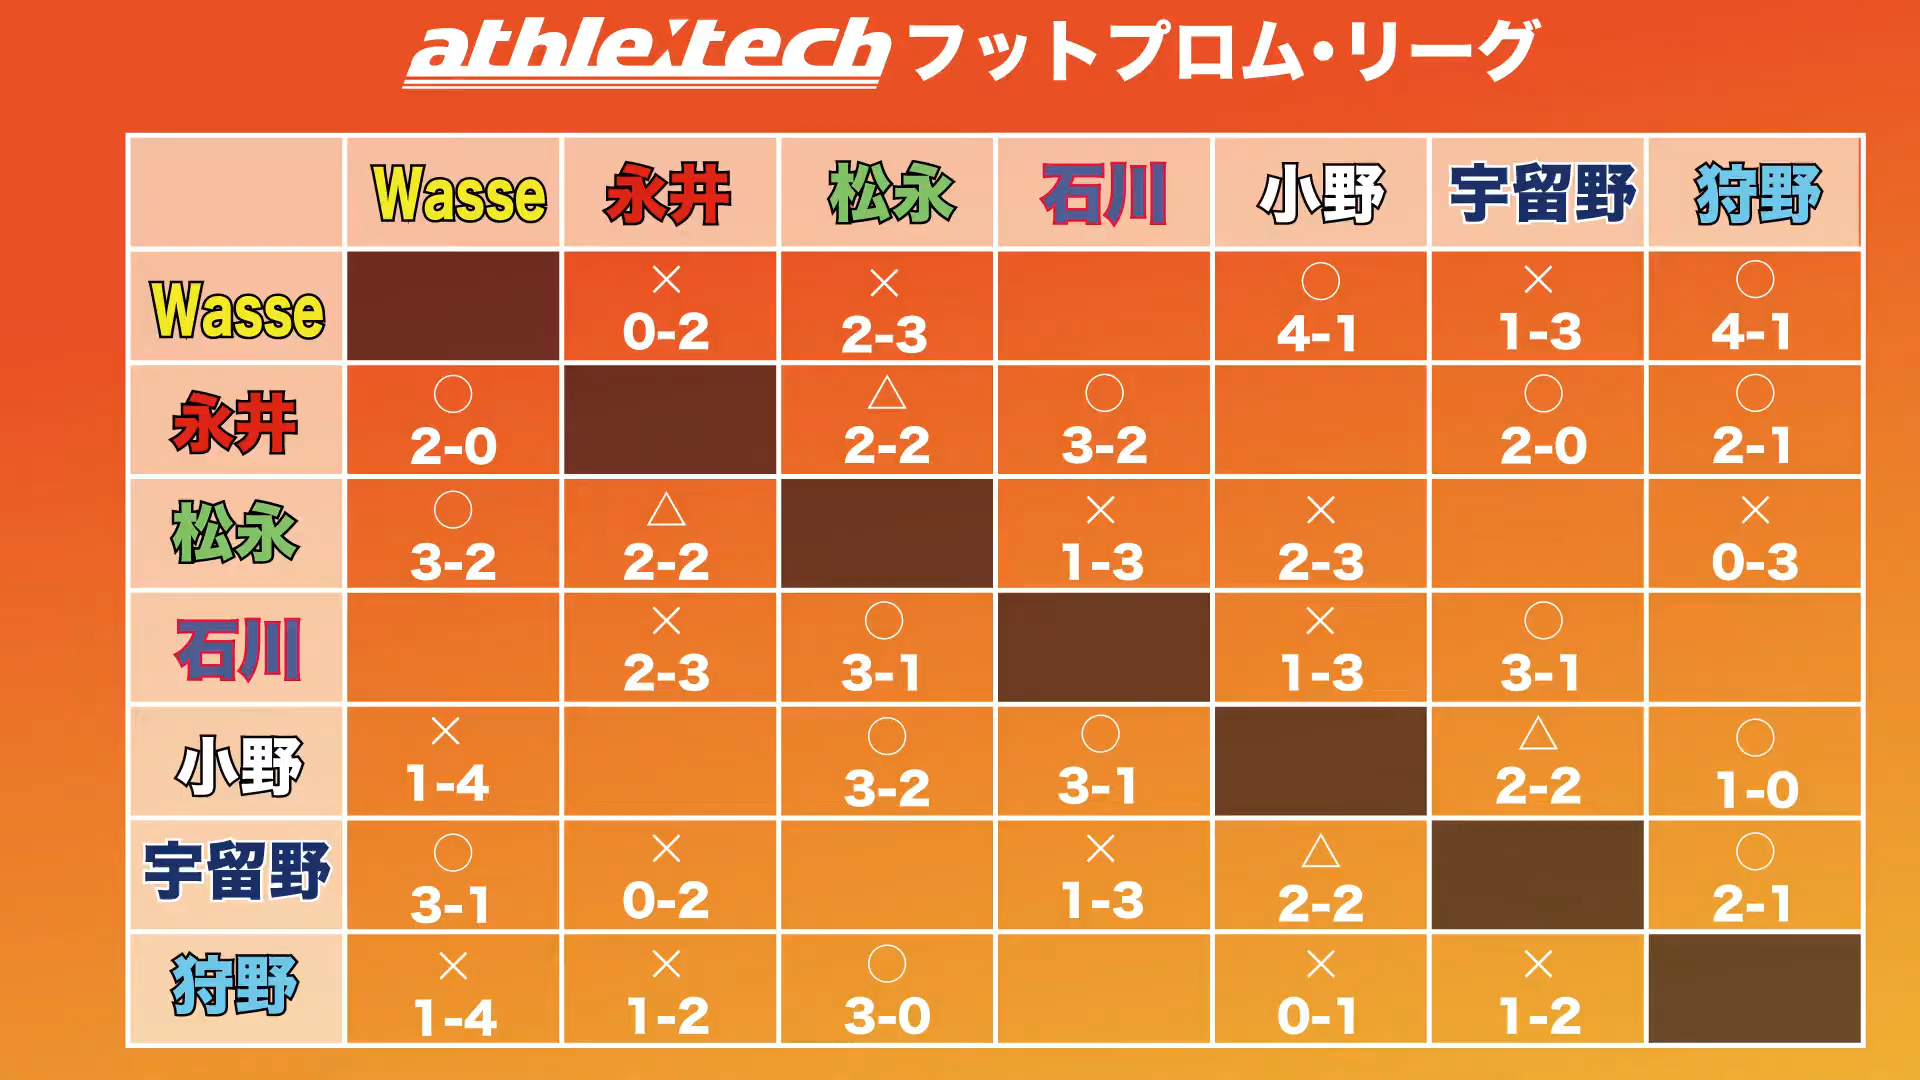 athletech フットプロム・リーグ
Wasse 永井 松永 石川 小野 宇留野 狩野
Wasse × 0-2 × 2-3 ○ 4-1 × 1-3 ○ 4-1
永井 ○ 2-0 △ 2-2 ○ 3-2 ○ 2-0 ○ 2-1
松永 ○ 3-2 △ 2-2 × 1-3 × 2-3 × 0-3
石川 × 2-3 ○ 3-1 × 1-3 ○ 3-1
小野 × 1-4 ○ 3-2 ○ 3-1 △ 2-2 ○ 1-0
宇留野 ○ 3-1 × 0-2 × 1-3 △ 2-2 ○ 2-1
狩野 × 1-4 × 1-2 ○ 3-0 × 0-1 × 1-2